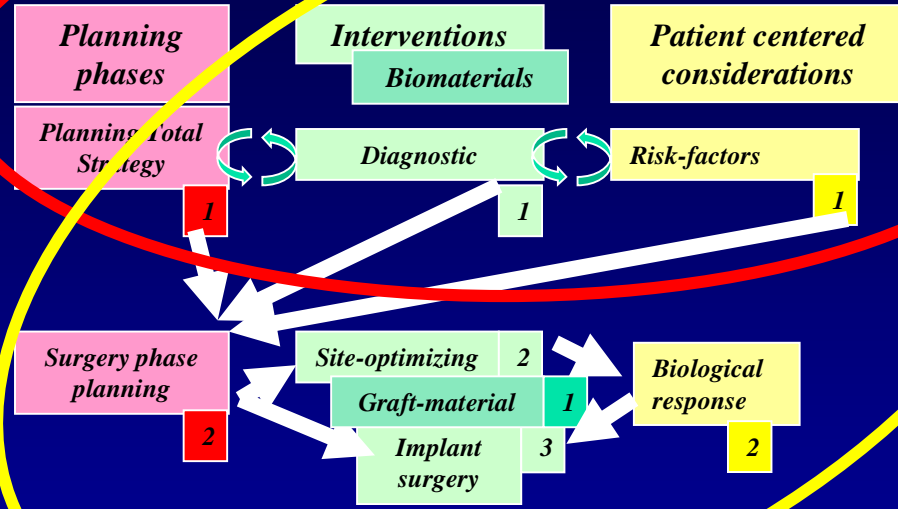 Planning
phases
Interventions
Biomaterials
Patient centered
considerations
Planning Total
Strategy
1
Diagnostic
1
Risk-factors
1
Surgery phase
planning
2
Site-optimizing 2
Graft-material 1
Implant
surgery
3
Biological
response
2